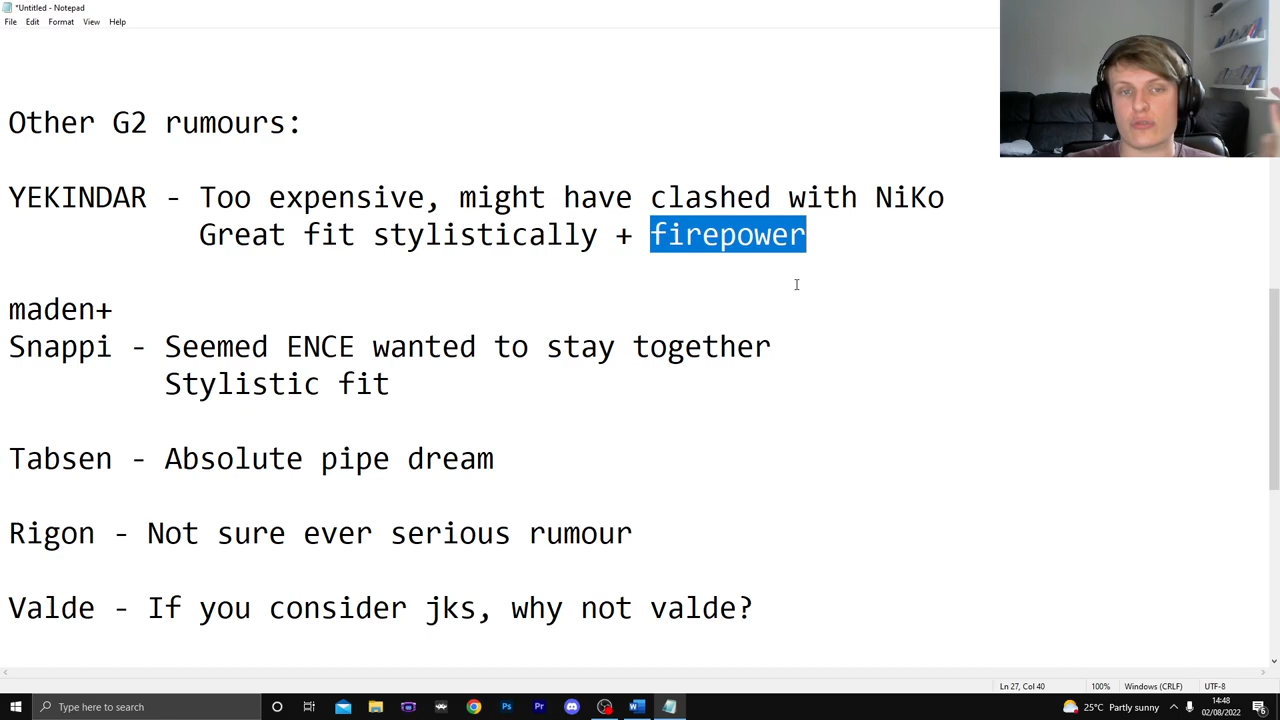 *Untitled - Notepad
File Edit Format View Help
Other G2 rumours:
YEKINDAR - Too expensive, might have clashed with NiKo
Great fit stylistically + firepower
maden+
Snappi - Seemed ENCE wanted to stay together
Stylistic fit
Tabsen - Absolute pipe dream
Rigon - Not sure ever serious rumour
Valde - If you consider jks, why not valde?
Ln 27, Col 40 100% Windows (CRLF) UTF-8
Type here to search
25°C Partly sunny
14:48
02/08/2022
6